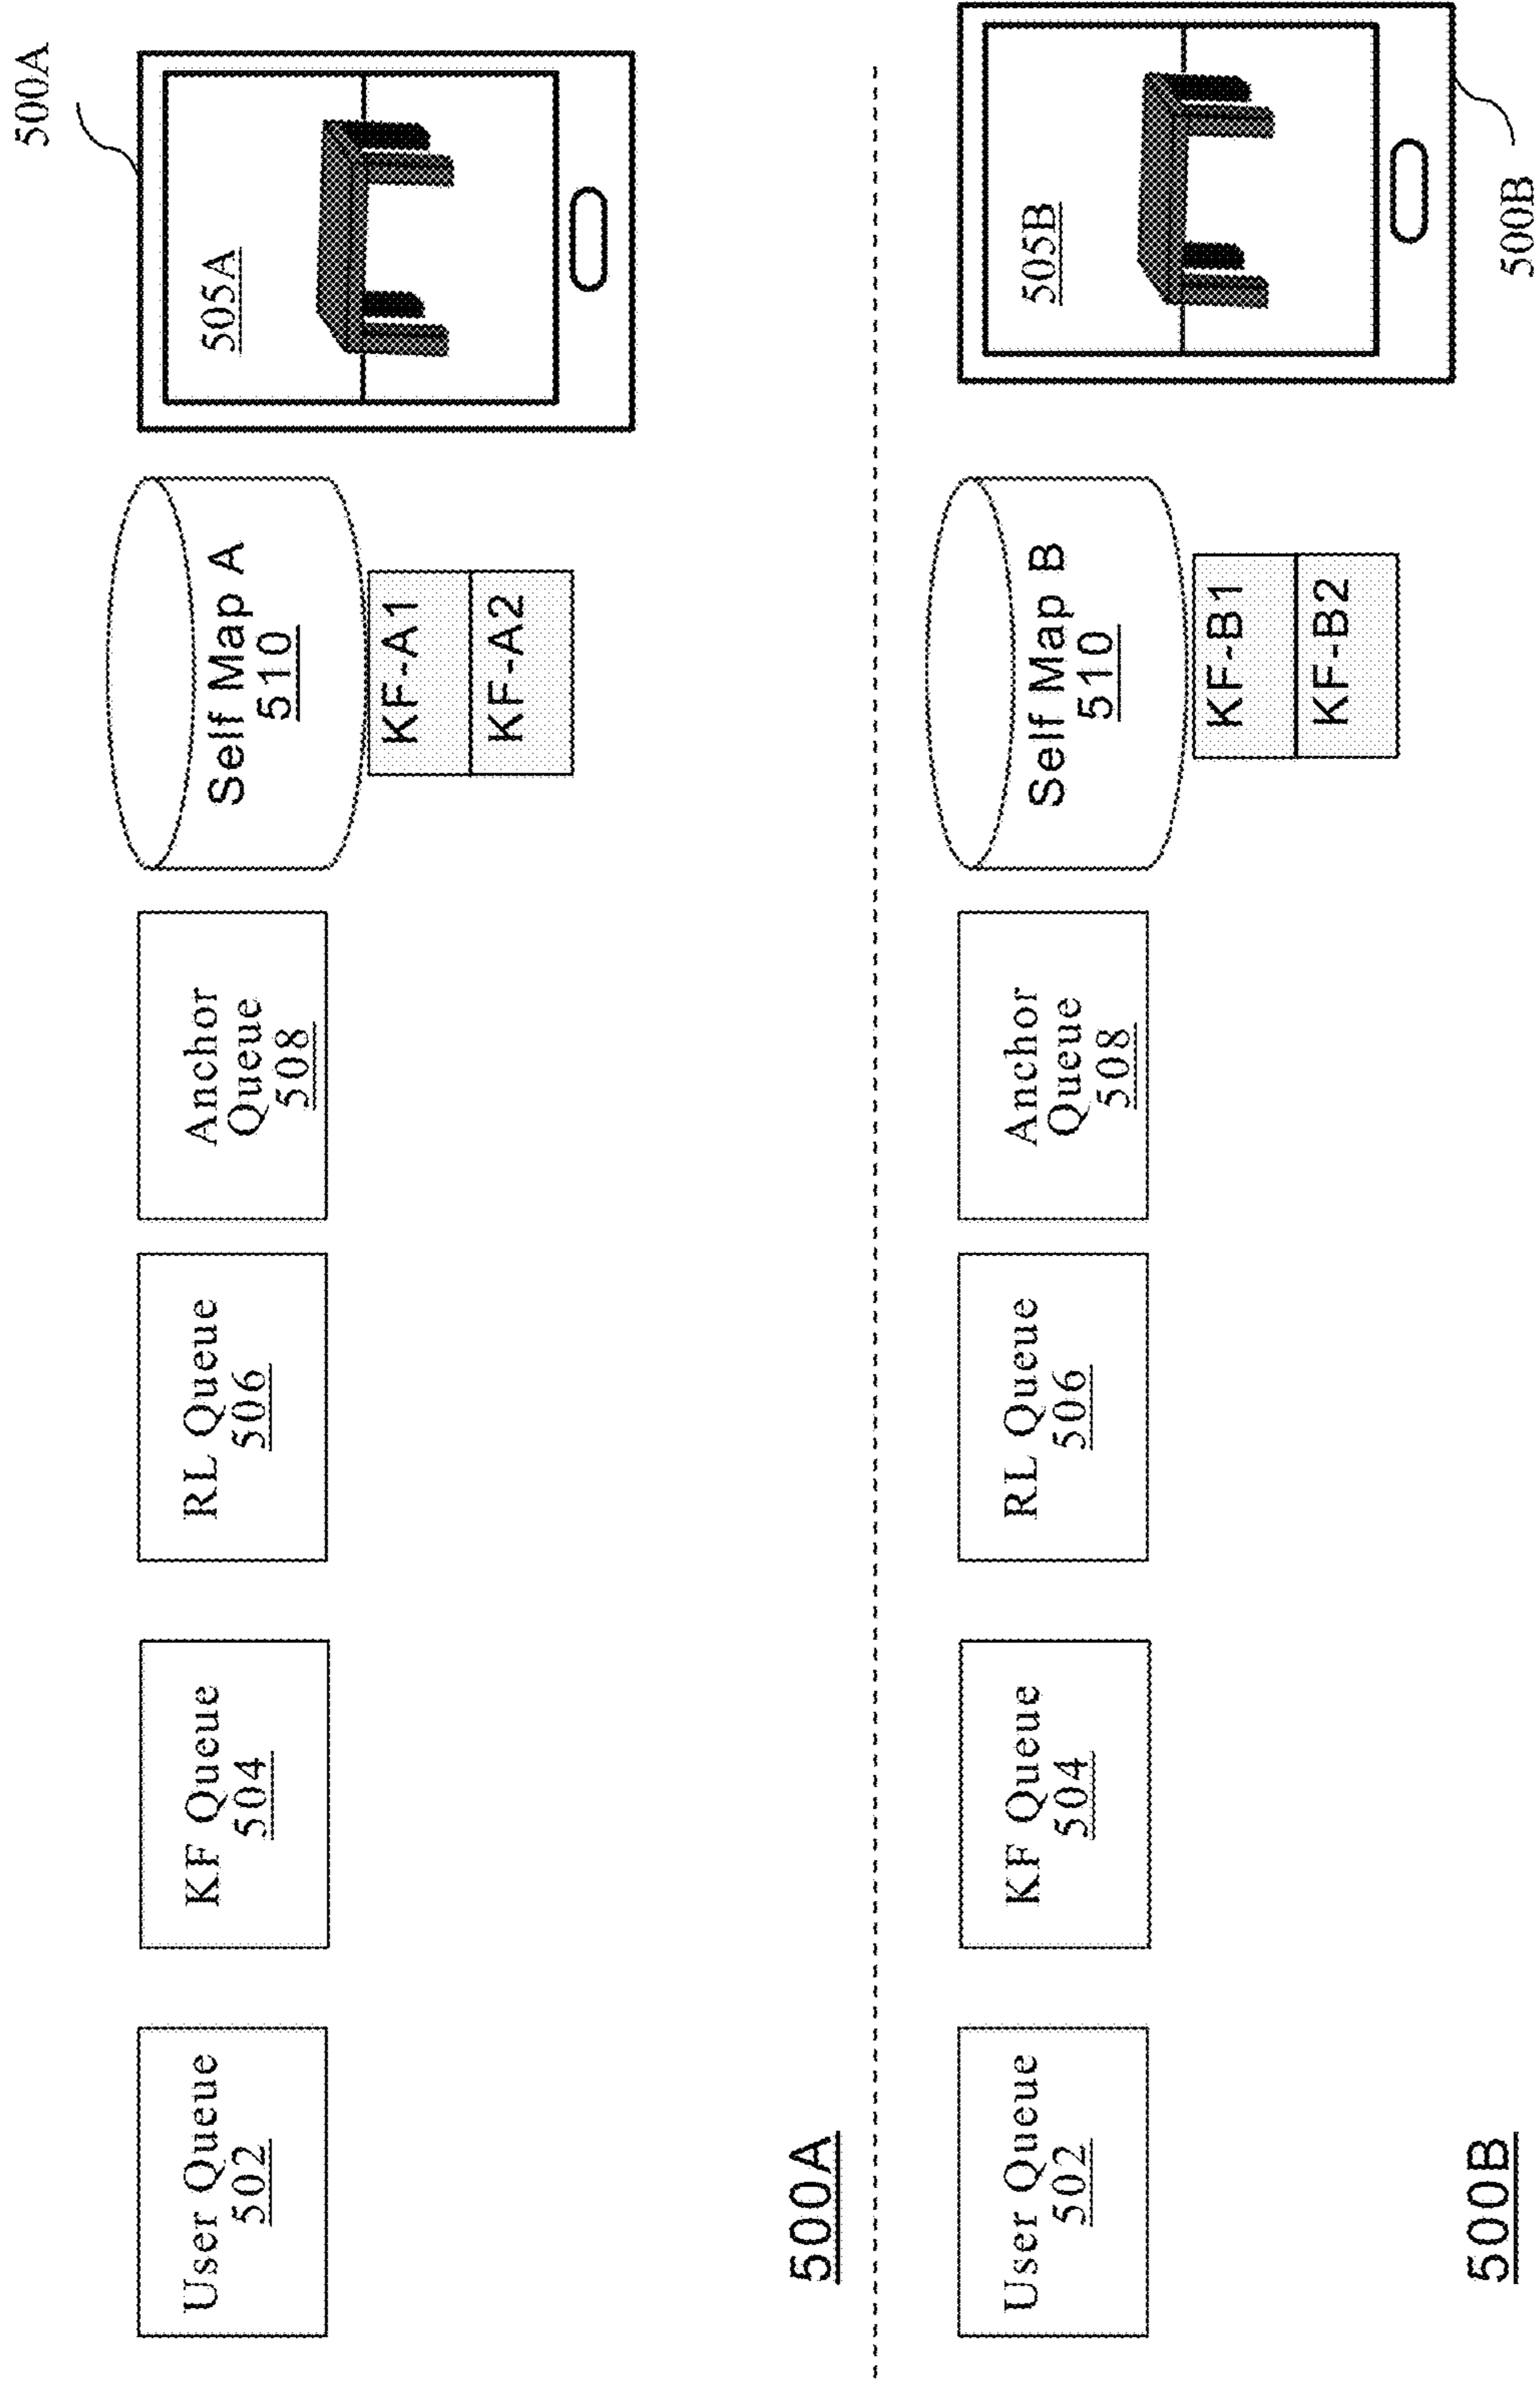 500A
User Queue
502
KF Queue
504
RL Queue
506
Anchor
Queue
508
Self Map A
510
KF-A1
KF-A2
505A
500A
User Queue
502
KF Queue
504
RL Queue
506
Anchor
Queue
508
Self Map B
510
KF-B1
KF-B2
505B
500B
500B